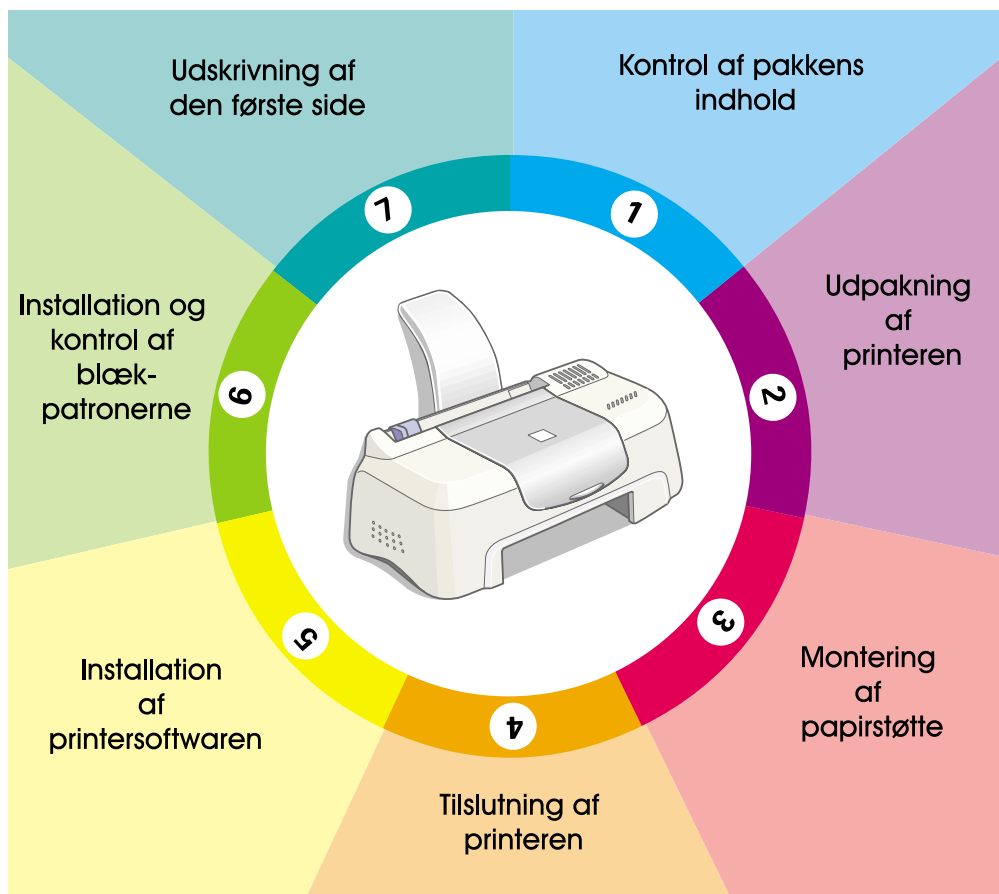 1
Kontrol af pakkens
indhold
2
Udpakning
af
printeren
3
Montering
af
papirstøtte
4
Tilslutning af
printeren
5
Installation
af
printersoftwaren
6
Installation og
kontrol af
blæk-
patronerne
7
Udskrivning af
den første side